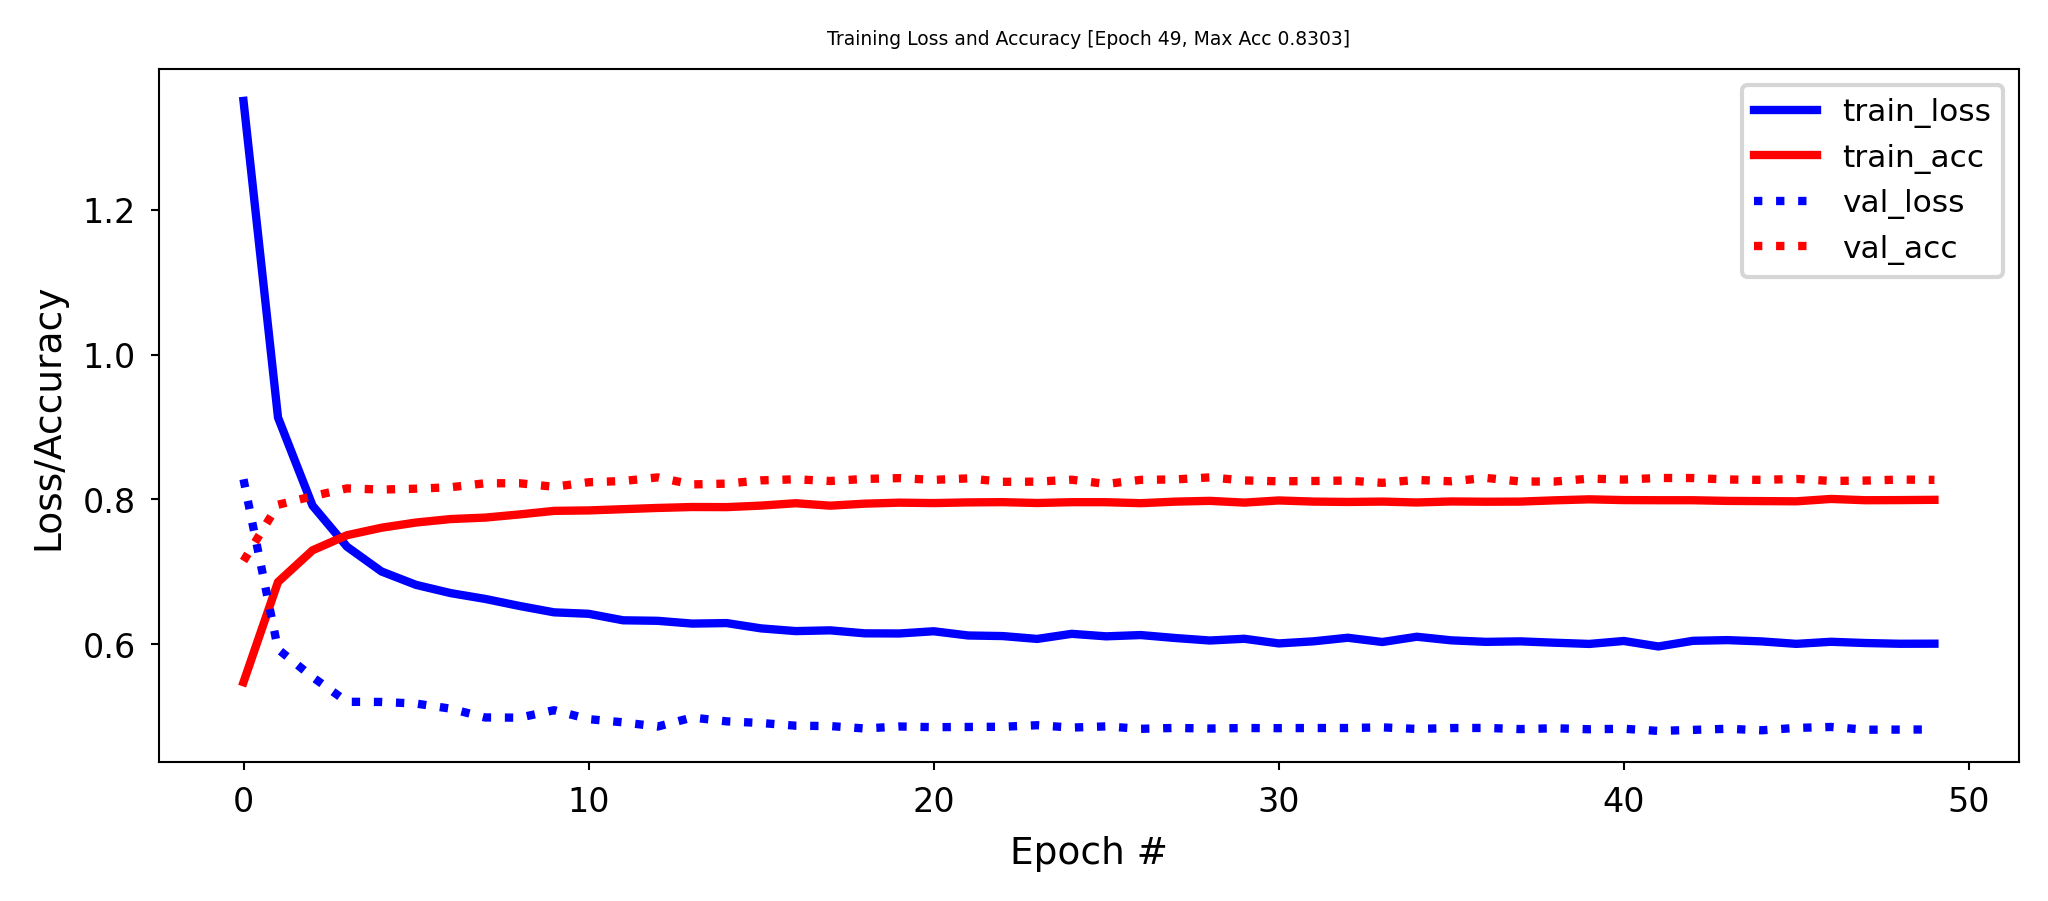 Training Loss and Accuracy [Epoch 49, Max Acc 0.8303]
train_loss
train_acc
val_loss
val_acc
Loss/Accuracy
1.2
1.0
0.8
0.6
0 10 20 30 40 50
Epoch #